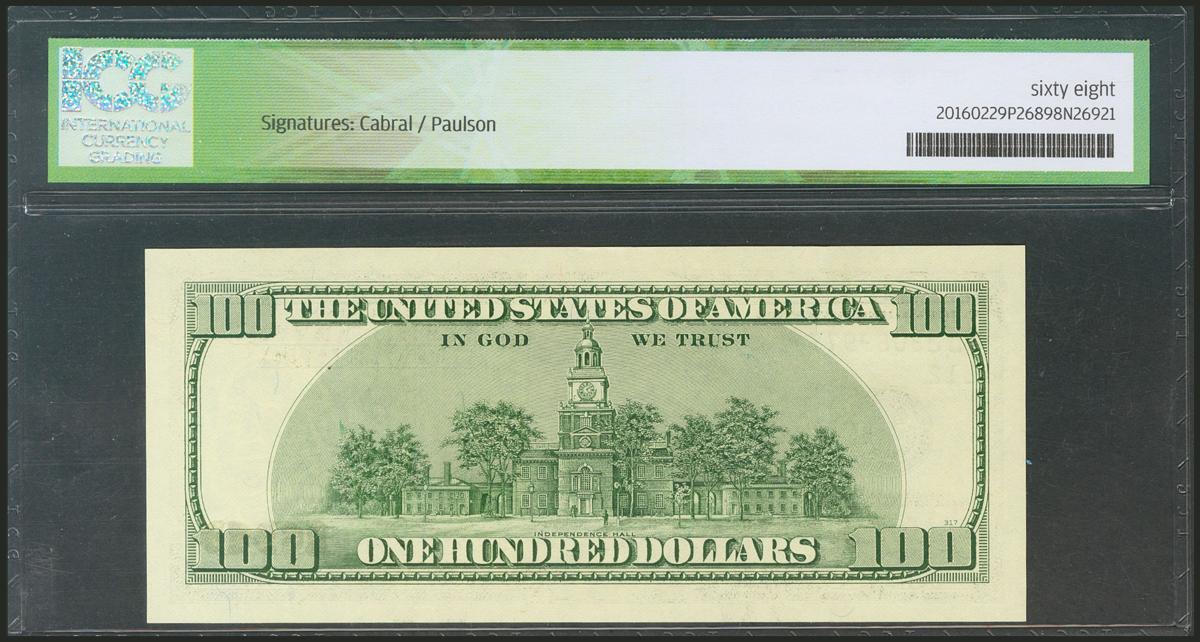 ICG
INTERNATIONAL
CURRENCY
GRADING
Signatures: Cabral / Paulson
sixty eight
20160229P26898N26921
100 THE UNITED STATES OF AMERICA 100
IN GOD WE TRUST
317
INDEPENDENCE HALL
100 ONE HUNDRED DOLLARS 100